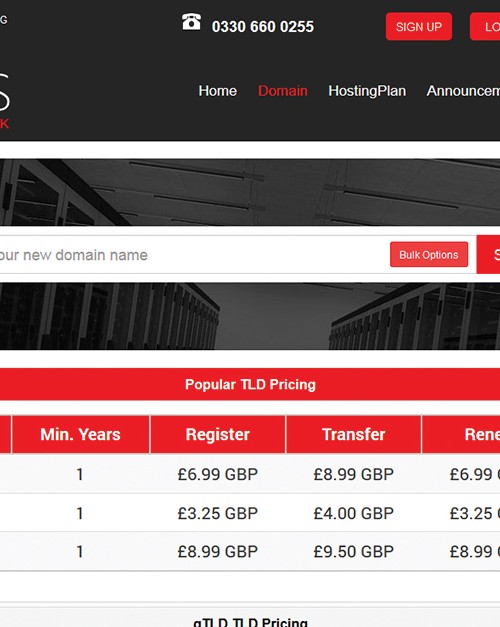 G
0330 660 0255
SIGN UP
LO
S
K
Home Domain HostingPlan Announcem
our new domain name
Bulk Options
S
Popular TLD Pricing
Min. Years Register Transfer Rene
1 £6.99 GBP £8.99 GBP £6.99
1 £3.25 GBP £4.00 GBP £3.25
1 £8.99 GBP £9.50 GBP £8.99
gTLD TLD Pricing